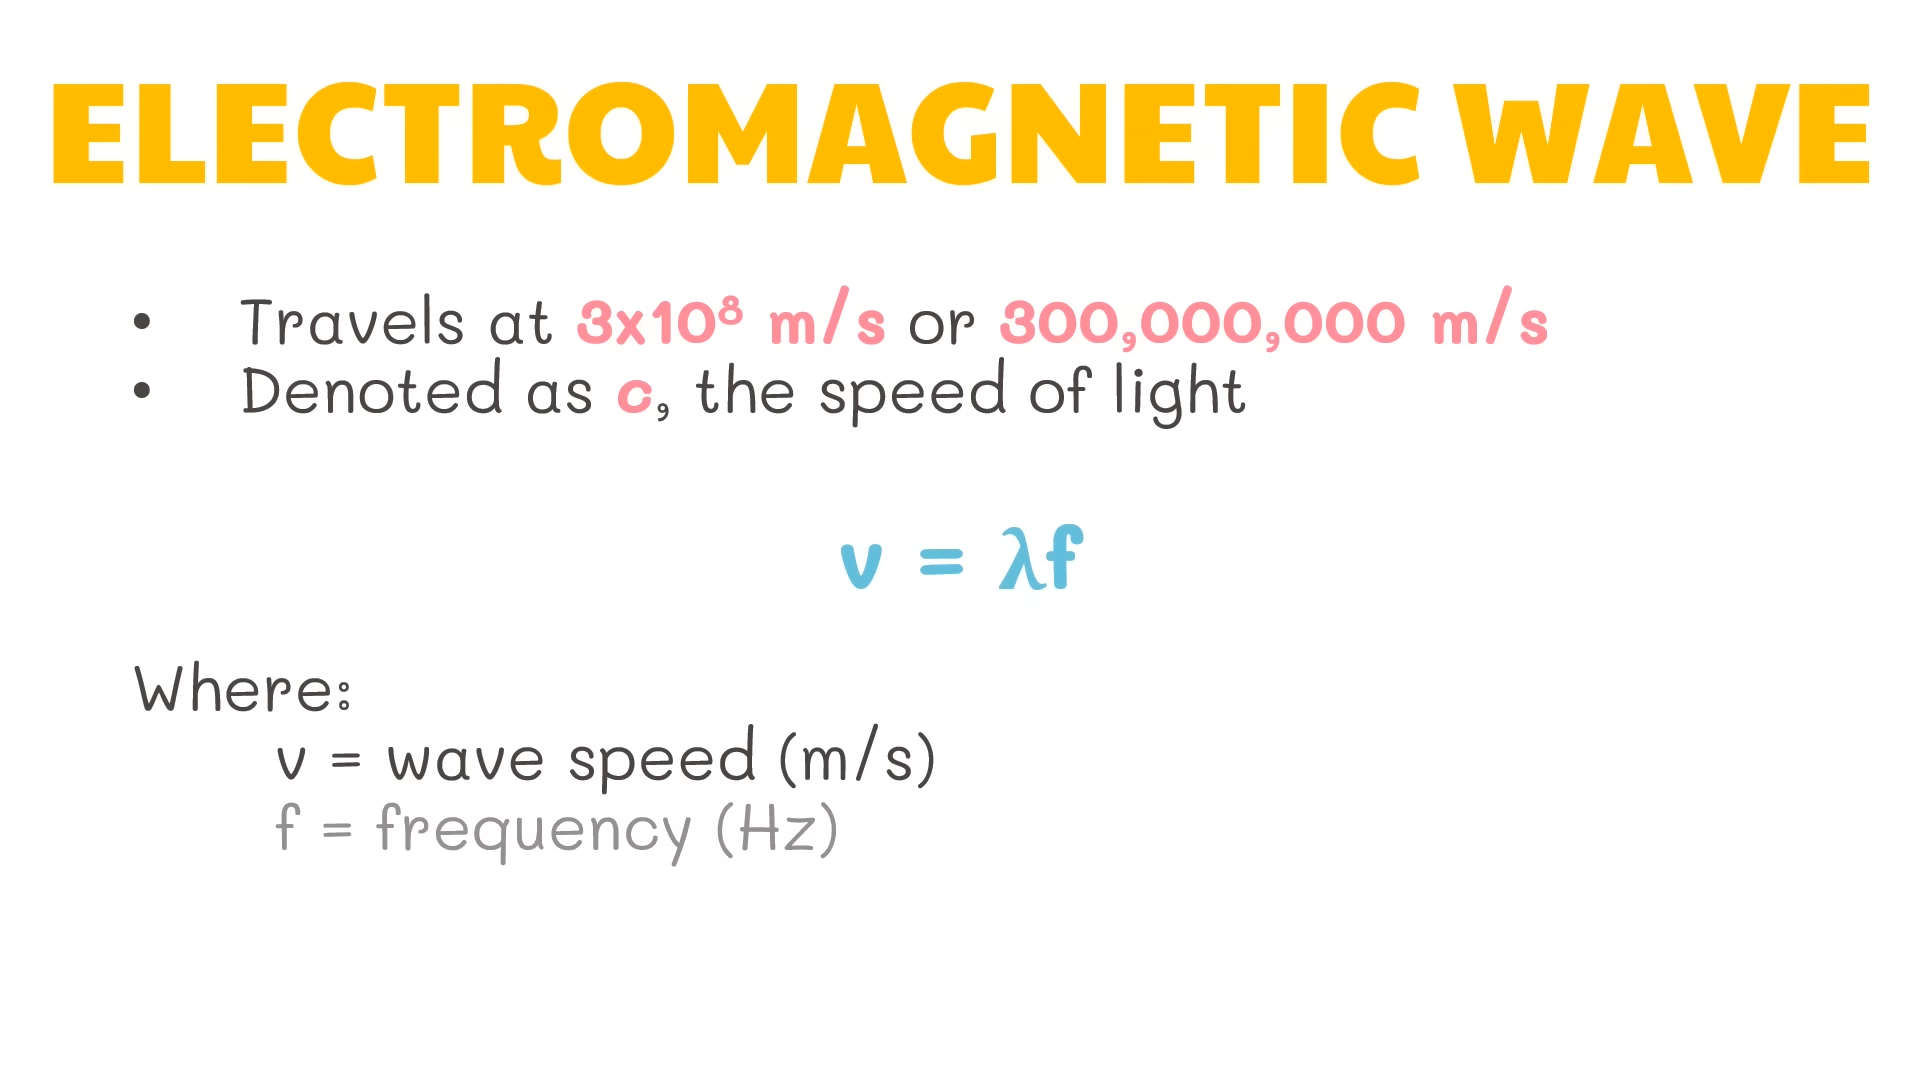 ELECTROMAGNETIC WAVE
• Travels at 3x10⁸ m/s or 300,000,000 m/s
• Denoted as c, the speed of light
v = λf
Where:
v = wave speed (m/s)
f = frequency (Hz)